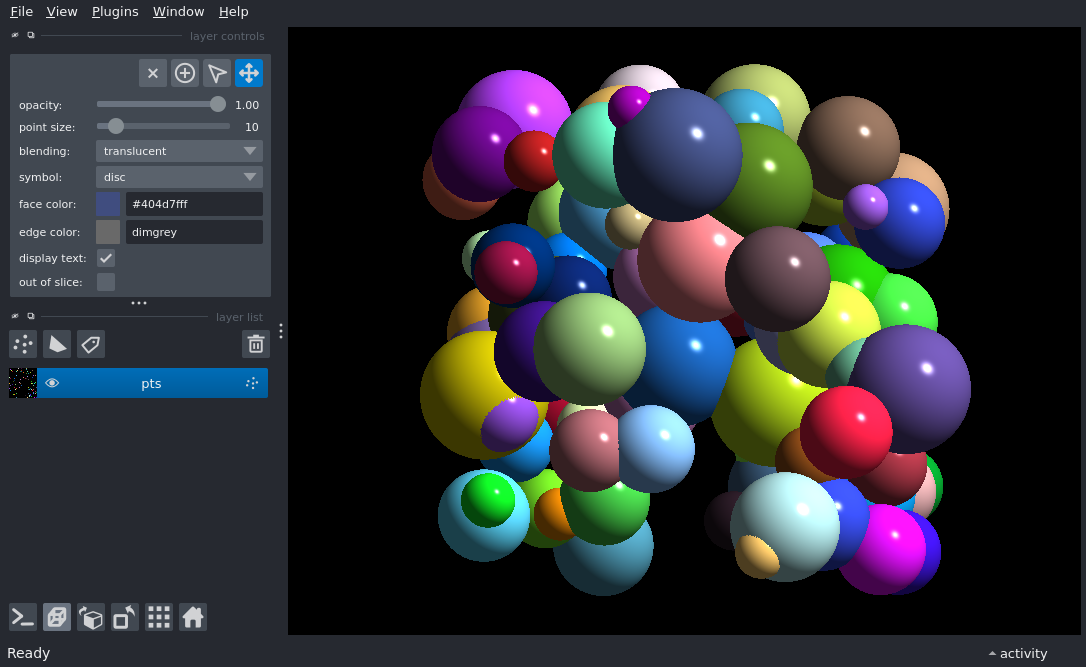 File View Plugins Window Help
layer controls
opacity: 1.00
point size: 10
blending: translucent
symbol: disc
face color: #404d7fff
edge color: dimgrey
display text:
out of slice:
layer list
pts
Ready
activity